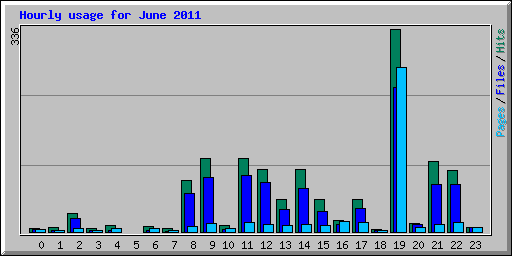 Hourly usage for June 2011
336
Pages / Files / Hits
0 1 2 3 4 5 6 7 8 9 10 11 12 13 14 15 16 17 18 19 20 21 22 23